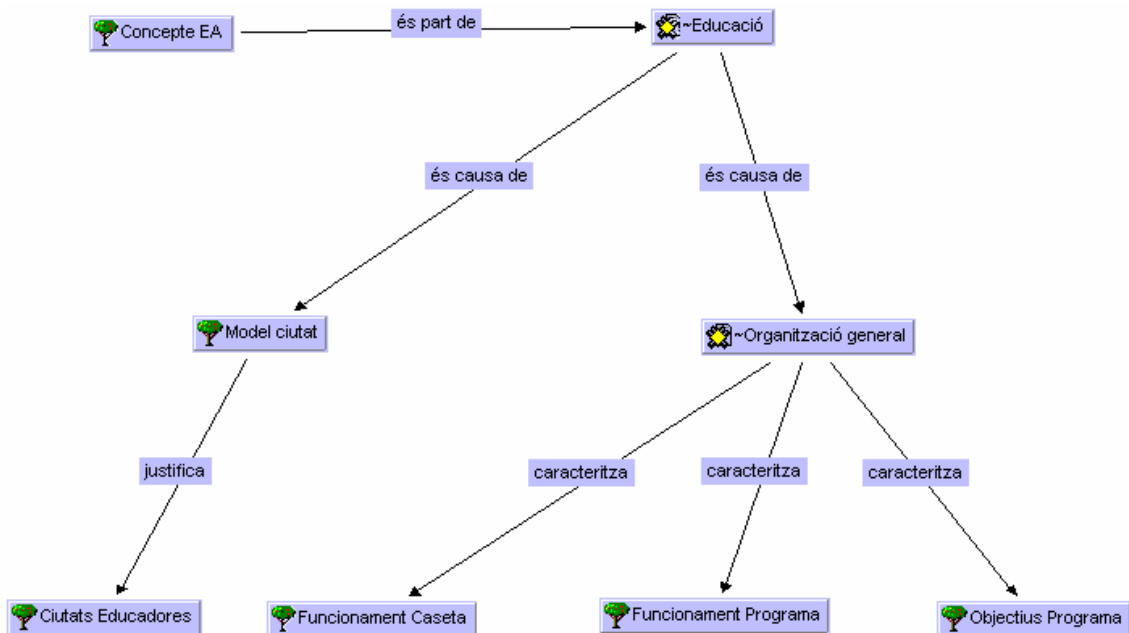 Concepte EA
és part de
~Educació
és causa de
és causa de
Model ciutat
~Organització general
justifica
caracteritza
caracteritza
caracteritza
Ciutats Educadores
Funcionament Caseta
Funcionament Programa
Objectius Programa